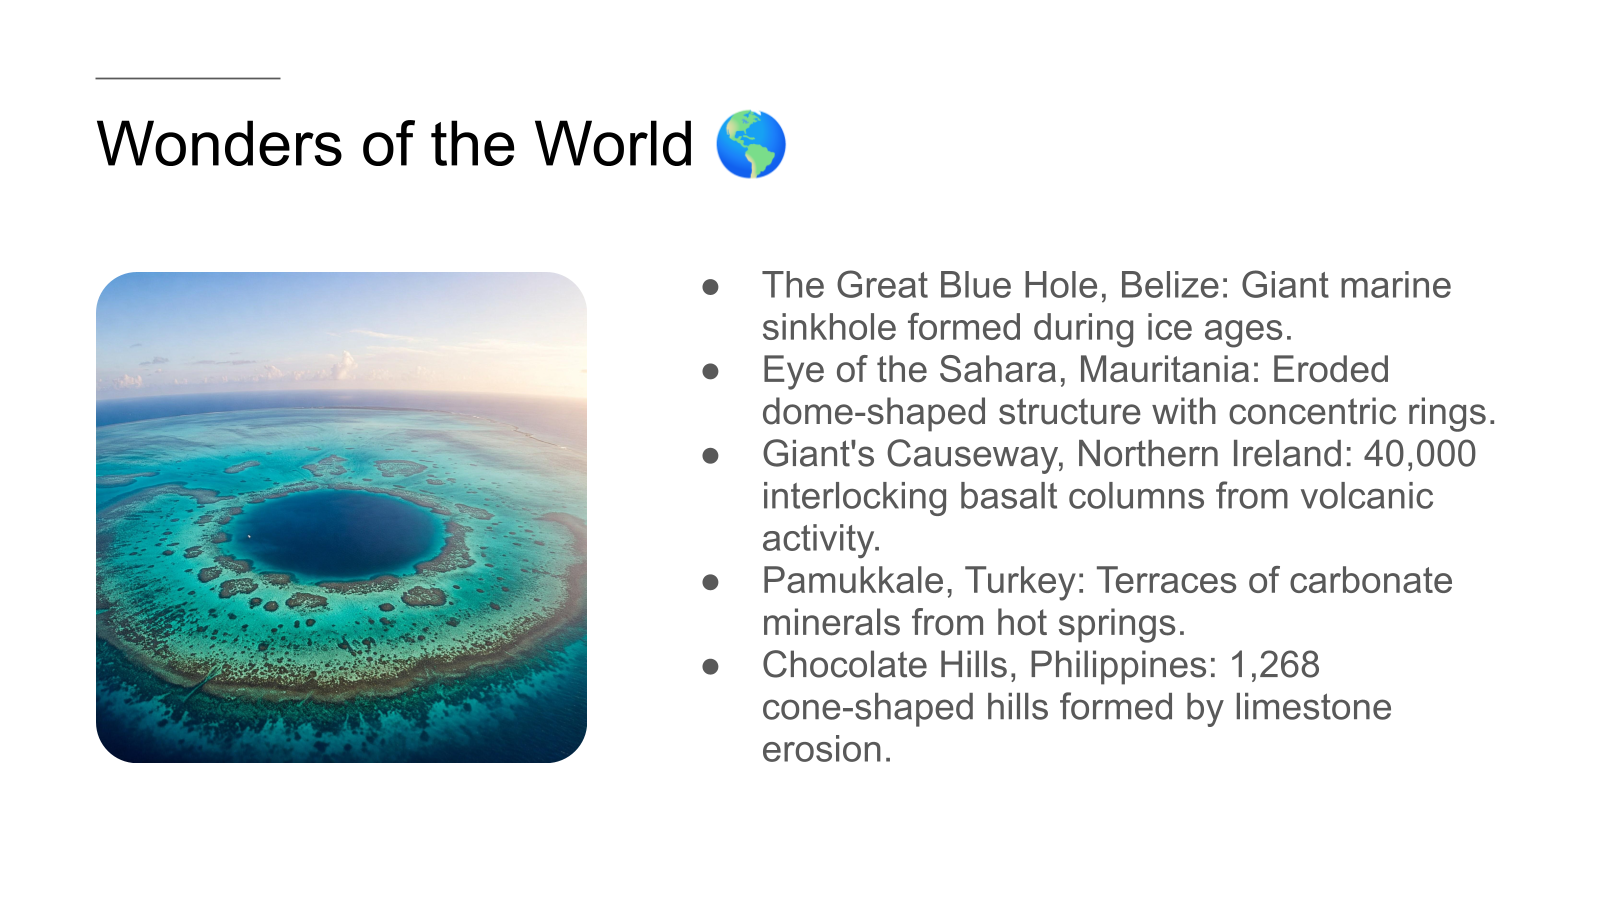 Wonders of the World 🌎
● The Great Blue Hole, Belize: Giant marine
sinkhole formed during ice ages.
● Eye of the Sahara, Mauritania: Eroded
dome-shaped structure with concentric rings.
● Giant's Causeway, Northern Ireland: 40,000
interlocking basalt columns from volcanic
activity.
● Pamukkale, Turkey: Terraces of carbonate
minerals from hot springs.
● Chocolate Hills, Philippines: 1,268
cone-shaped hills formed by limestone
erosion.